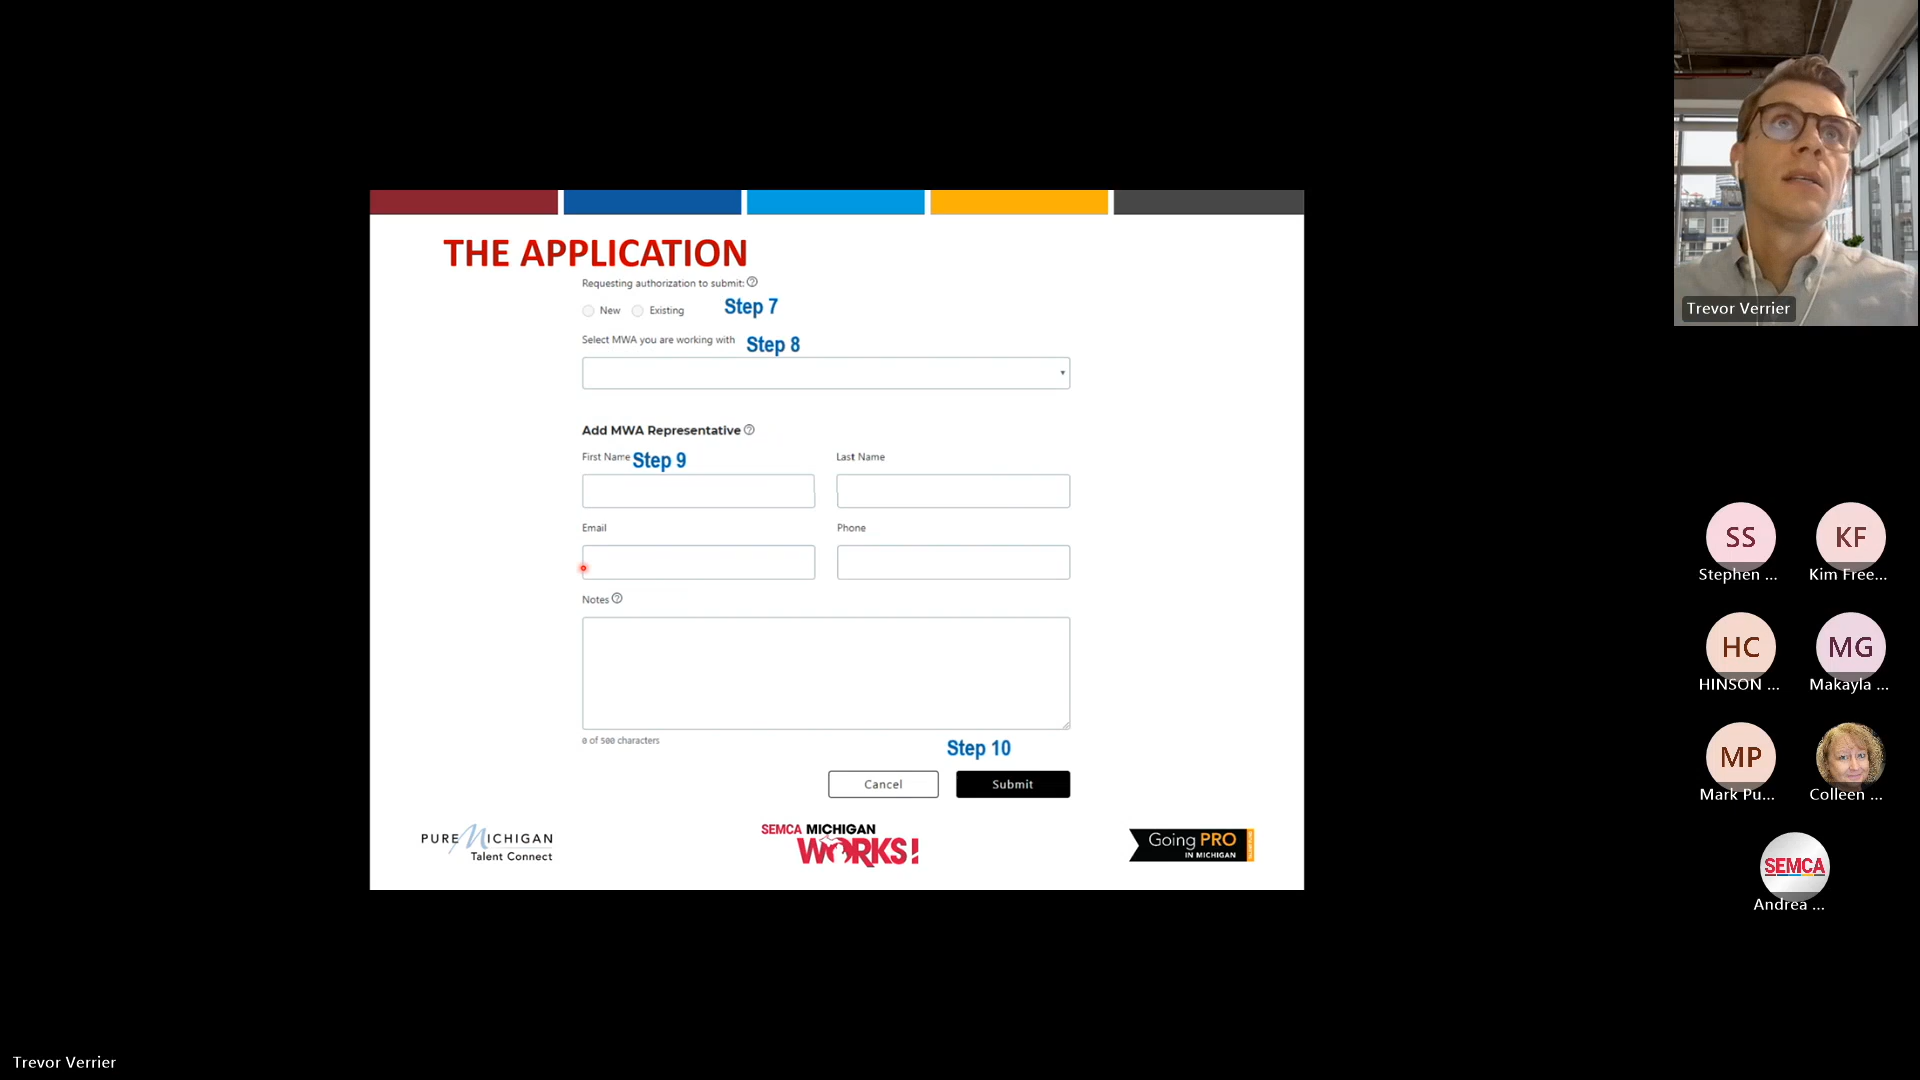 THE APPLICATION
Requesting authorization to submit:
New Existing Step 7
Select MWA you are working with Step 8
Add MWA Representative
First Name Step 9 Last Name
Email Phone
Notes
0 of 500 characters
Step 10
Cancel Submit
PURE MICHIGAN
Talent Connect
SEMCA MICHIGAN
WORKS!
Going PRO
IN MICHIGAN
Trevor Verrier
SS KF
Stephen ... Kim Free...
HC MG
HINSON ... Makayla ...
MP
Mark Pu... Colleen ...
SEMCA
Andrea ...
Trevor Verrier